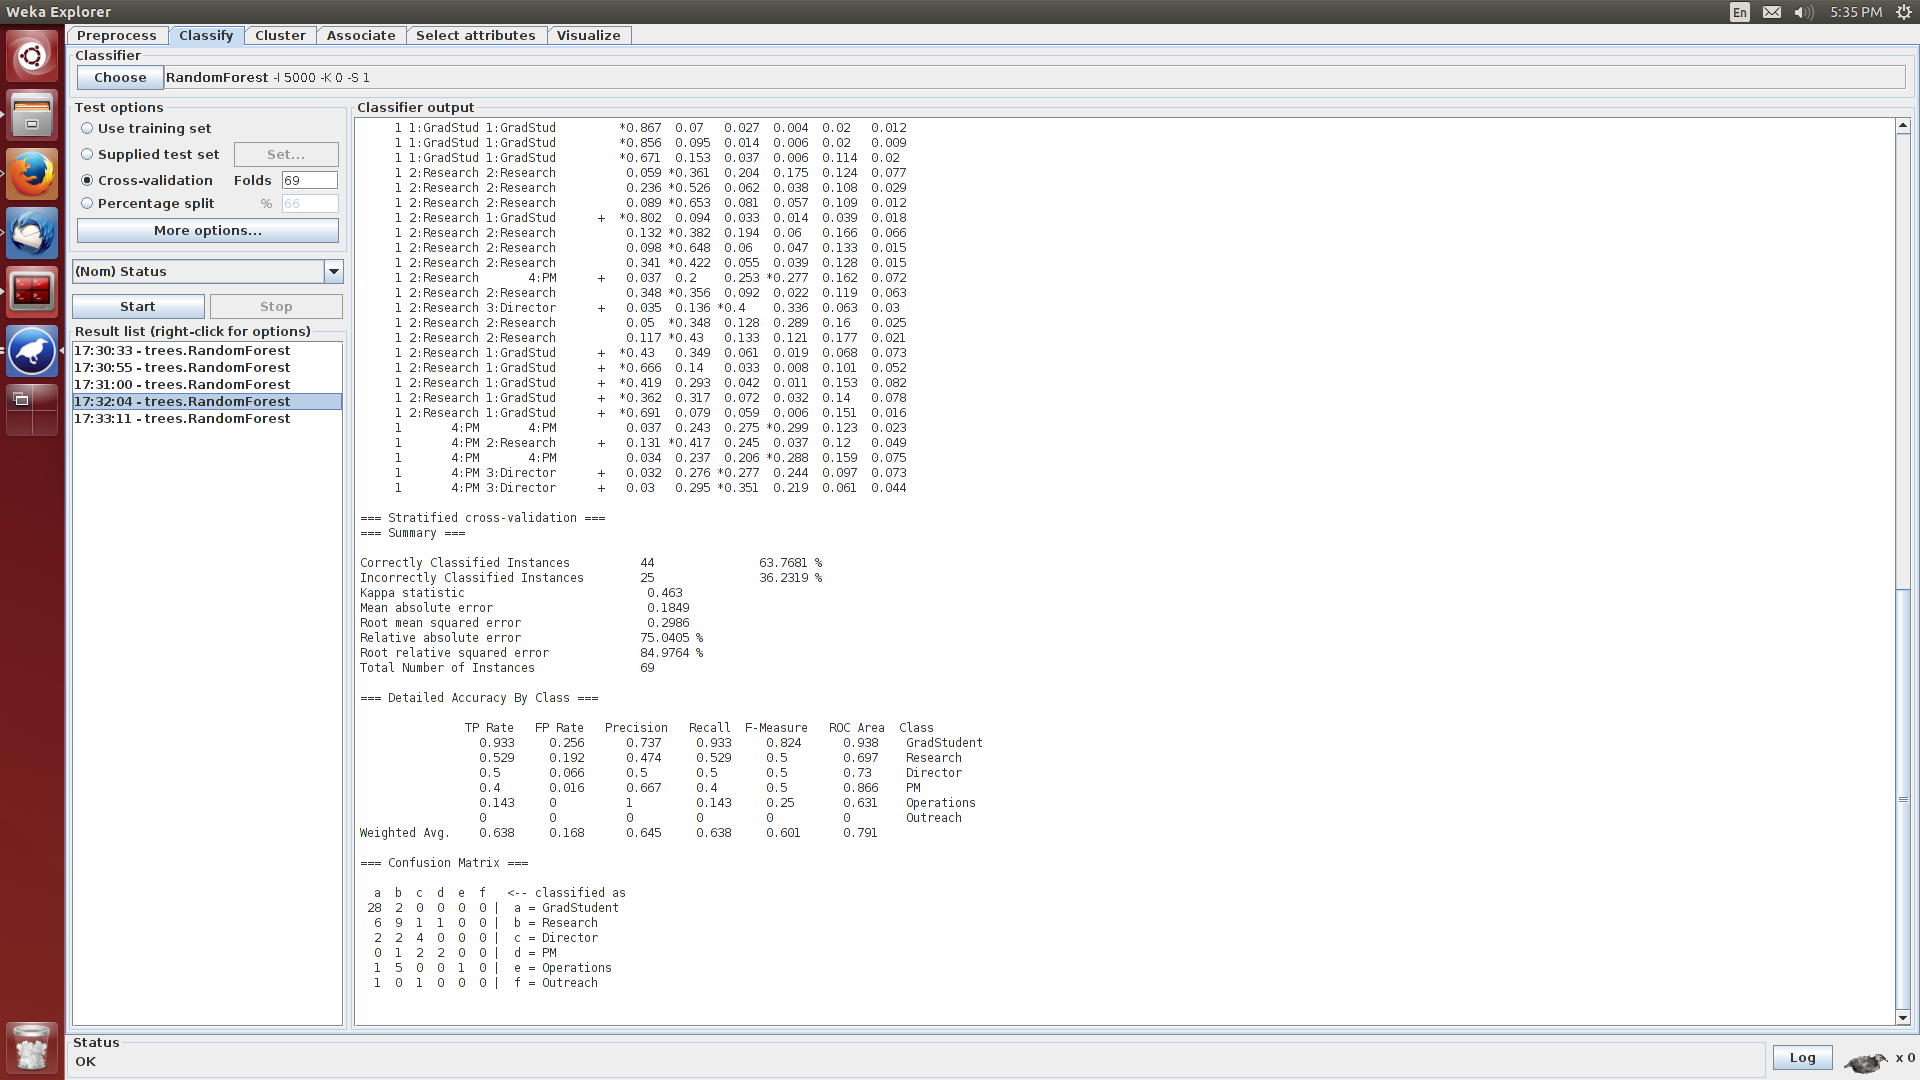 Weka Explorer
En 5:35 PM
Preprocess Classify Cluster Associate Select attributes Visualize
Classifier
Choose RandomForest -I 5000 -K 0 -S 1
Test options
Use training set
Supplied test set Set...
Cross-validation Folds 69
Percentage split % 66
More options...
(Nom) Status
Start Stop
Result list (right-click for options)
17:30:33 - trees.RandomForest
17:30:55 - trees.RandomForest
17:31:00 - trees.RandomForest
17:32:04 - trees.RandomForest
17:33:11 - trees.RandomForest
Classifier output
1 1:GradStud 1:GradStud *0.867 0.07 0.027 0.004 0.02 0.012
1 1:GradStud 1:GradStud *0.856 0.095 0.014 0.006 0.02 0.009
1 1:GradStud 1:GradStud *0.671 0.153 0.037 0.006 0.114 0.02
1 2:Research 2:Research 0.059 *0.361 0.204 0.175 0.124 0.077
1 2:Research 2:Research 0.236 *0.526 0.062 0.038 0.108 0.029
1 2:Research 2:Research 0.089 *0.653 0.081 0.057 0.109 0.012
1 2:Research 1:GradStud + *0.802 0.094 0.033 0.014 0.039 0.018
1 2:Research 2:Research 0.132 *0.382 0.194 0.06 0.166 0.066
1 2:Research 2:Research 0.098 *0.648 0.06 0.047 0.133 0.015
1 2:Research 2:Research 0.341 *0.422 0.055 0.039 0.128 0.015
1 2:Research 4:PM + 0.037 0.2 0.253 *0.277 0.162 0.072
1 2:Research 2:Research 0.348 *0.356 0.092 0.022 0.119 0.063
1 2:Research 3:Director + 0.035 0.136 *0.4 0.336 0.063 0.03
1 2:Research 2:Research 0.05 *0.348 0.128 0.289 0.16 0.025
1 2:Research 2:Research 0.117 *0.43 0.133 0.121 0.177 0.021
1 2:Research 1:GradStud + *0.43 0.349 0.061 0.019 0.068 0.073
1 2:Research 1:GradStud + *0.666 0.14 0.033 0.008 0.101 0.052
1 2:Research 1:GradStud + *0.419 0.293 0.042 0.011 0.153 0.082
1 2:Research 1:GradStud + *0.362 0.317 0.072 0.032 0.14 0.078
1 2:Research 1:GradStud + *0.691 0.079 0.059 0.006 0.151 0.016
1 4:PM 4:PM 0.037 0.243 0.275 *0.299 0.123 0.023
1 4:PM 2:Research + 0.131 *0.417 0.245 0.037 0.12 0.049
1 4:PM 4:PM 0.034 0.237 0.206 *0.288 0.159 0.075
1 4:PM 3:Director + 0.032 0.276 *0.277 0.244 0.097 0.073
1 4:PM 3:Director + 0.03 0.295 *0.351 0.219 0.061 0.044
=== Stratified cross-validation ===
=== Summary ===
Correctly Classified Instances 44 63.7681 %
Incorrectly Classified Instances 25 36.2319 %
Kappa statistic 0.463
Mean absolute error 0.1849
Root mean squared error 0.2986
Relative absolute error 75.0405 %
Root relative squared error 84.9764 %
Total Number of Instances 69
=== Detailed Accuracy By Class ===
TP Rate FP Rate Precision Recall F-Measure ROC Area Class
0.933 0.256 0.737 0.933 0.824 0.938 GradStudent
0.529 0.192 0.474 0.529 0.5 0.697 Research
0.5 0.066 0.5 0.5 0.5 0.73 Director
0.4 0.016 0.667 0.4 0.5 0.866 PM
0.143 0 1 0.143 0.25 0.631 Operations
0 0 0 0 0 0 Outreach
Weighted Avg. 0.638 0.168 0.645 0.638 0.601 0.791
=== Confusion Matrix ===
a b c d e f <-- classified as
28 2 0 0 0 0 | a = GradStudent
6 9 1 1 0 0 | b = Research
2 2 4 0 0 0 | c = Director
0 1 2 2 0 0 | d = PM
1 5 0 0 1 0 | e = Operations
1 0 1 0 0 0 | f = Outreach
Status
OK
Log x 0